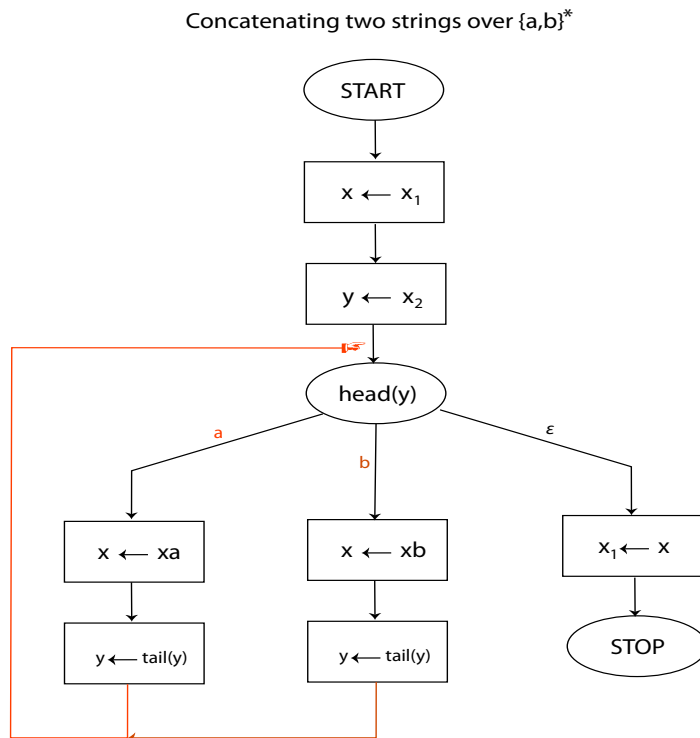 Concatenating two strings over {a,b}*
START
x ← x₁
y ← x₂
head(y)
a
b
ε
x ← xa
x ← xb
x₁ ← x
y ← tail(y)
y ← tail(y)
STOP